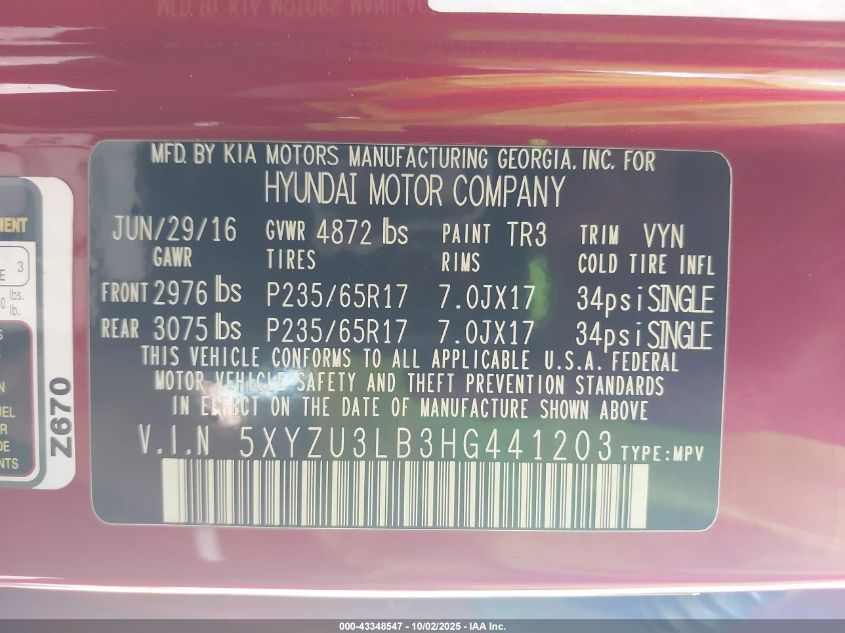 MFD. BY KIA MOTORS MANUFACTURING GEORGIA, INC. FOR
HYUNDAI MOTOR COMPANY
JUN/29/16 GVWR 4872 lbs PAINT TR3 TRIM VYN
GAWR TIRES RIMS COLD TIRE INFL
FRONT 2976 lbs P235/65R17 7.0JX17 34psi SINGLE
REAR 3075 lbs P235/65R17 7.0JX17 34psi SINGLE
THIS VEHICLE CONFORMS TO ALL APPLICABLE U.S.A. FEDERAL
MOTOR VEHICLE SAFETY AND THEFT PREVENTION STANDARDS
IN EFFECT ON THE DATE OF MANUFACTURE SHOWN ABOVE
V.I.N 5XYZU3LB3HG441203 TYPE:MPV
3
lbs.
lb.
Z670
000-43348547 - 10/02/2025 - IAA Inc.